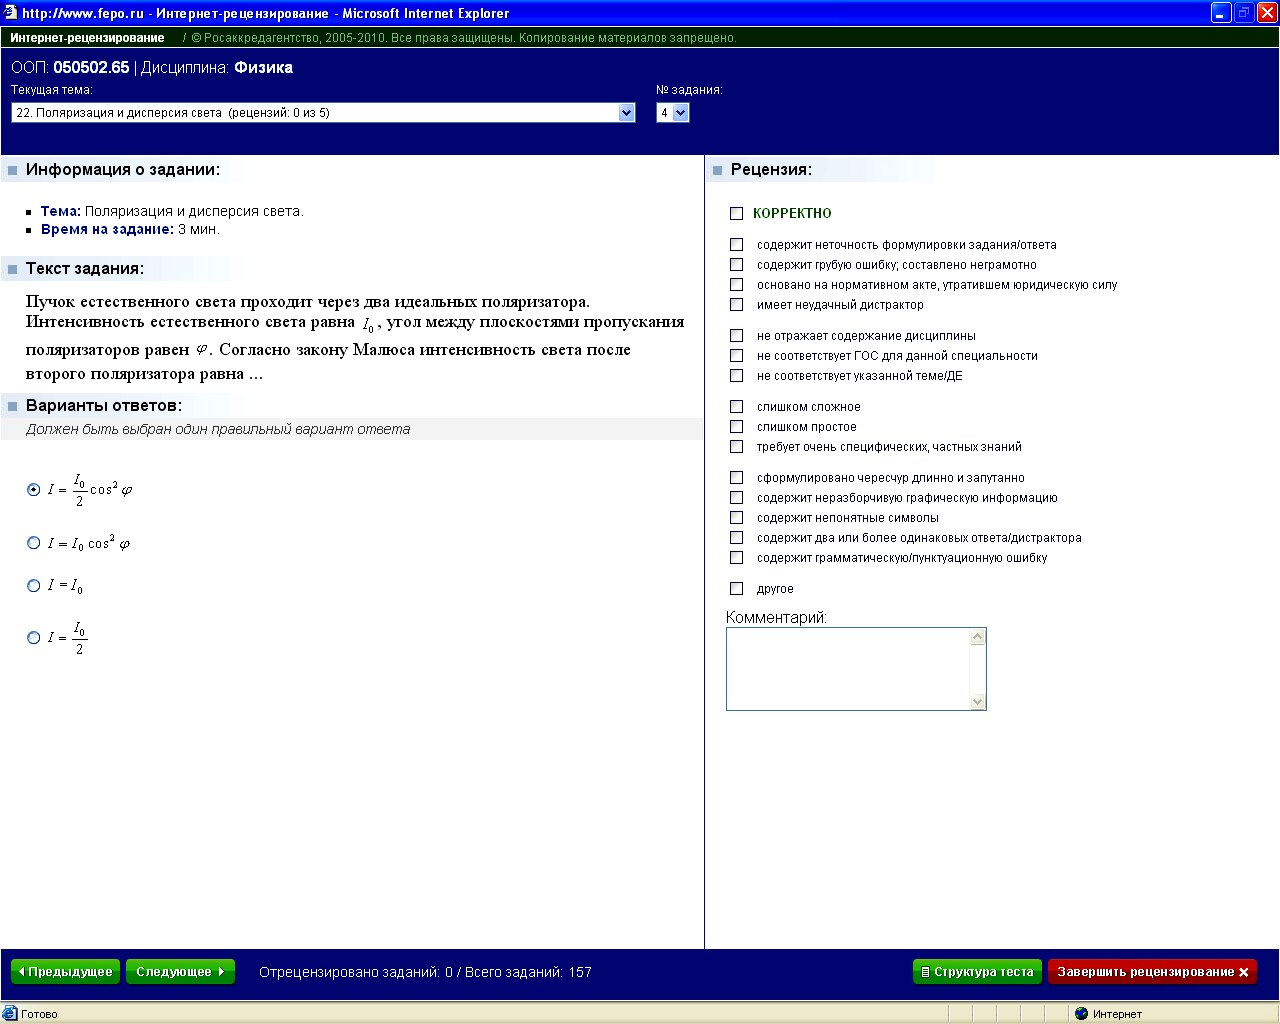 http://www.fepo.ru - Интернет-рецензирование - Microsoft Internet Explorer
Интернет-рецензирование / © Росаккредагентство, 2005-2010. Все права защищены. Копирование материалов запрещено.
ООП: 050502.65 | Дисциплина: Физика
Текущая тема: № задания:
22. Поляризация и дисперсия света (рецензий: 0 из 5) 4
Информация о задании:
Тема: Поляризация и дисперсия света.
Время на задание: 3 мин.
Текст задания:
Пучок естественного света проходит через два идеальных поляризатора.
Интенсивность естественного света равна I₀, угол между плоскостями пропускания
поляризаторов равен φ. Согласно закону Малюса интенсивность света после
второго поляризатора равна ...
Варианты ответов:
Должен быть выбран один правильный вариант ответа
I = I₀/2 cos² φ
I = I₀ cos² φ
I = I₀
I = I₀/2
Рецензия:
КОРРЕКТНО
содержит неточность формулировки задания/ответа
содержит грубую ошибку; составлено неграмотно
основано на нормативном акте, утратившем юридическую силу
имеет неудачный дистрактор
не отражает содержание дисциплины
не соответствует ГОС для данной специальности
не соответствует указанной теме/ДЕ
слишком сложное
слишком простое
требует очень специфических, частных знаний
сформулировано чересчур длинно и запутанно
содержит неразборчивую графическую информацию
содержит непонятные символы
содержит два или более одинаковых ответа/дистрактора
содержит грамматическую/пунктуационную ошибку
другое
Комментарий:
Предыдущее Следующее Отрецензировано заданий: 0 / Всего заданий: 157 Структура теста Завершить рецензирование
Готово Интернет